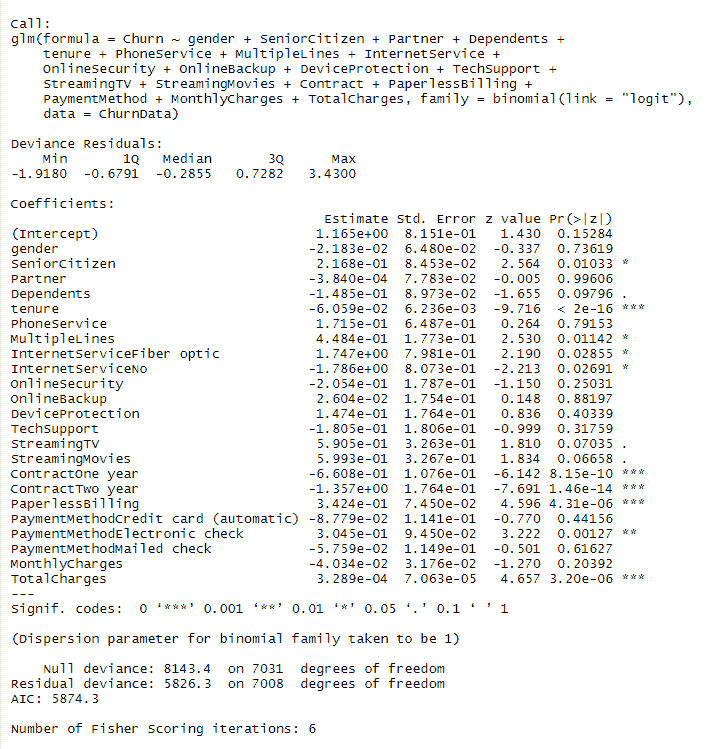 Call:
glm(formula = Churn ~ gender + SeniorCitizen + Partner + Dependents +
    tenure + PhoneService + MultipleLines + InternetService +
    OnlineSecurity + OnlineBackup + DeviceProtection + TechSupport +
    StreamingTV + StreamingMovies + Contract + PaperlessBilling +
    PaymentMethod + MonthlyCharges + TotalCharges, family = binomial(link = "logit"),
    data = ChurnData)
Deviance Residuals:
    Min      1Q  Median      3Q     Max
-1.9180 -0.6791 -0.2855  0.7282  3.4300
Coefficients:
                                       Estimate Std. Error z value Pr(>|z|)
(Intercept)                           1.165e+00  8.151e-01   1.430  0.15284
gender                               -2.183e-02  6.480e-02  -0.337  0.73619
SeniorCitizen                         2.168e-01  8.453e-02   2.564  0.01033 *
Partner                              -3.840e-04  7.783e-02  -0.005  0.99606
Dependents                           -1.485e-01  8.973e-02  -1.655  0.09796 .
tenure                               -6.059e-02  6.236e-03  -9.716  < 2e-16 ***
PhoneService                          1.715e-01  6.487e-01   0.264  0.79153
MultipleLines                         4.484e-01  1.773e-01   2.530  0.01142 *
InternetServiceFiber optic            1.747e+00  7.981e-01   2.190  0.02855 *
InternetServiceNo                    -1.786e+00  8.073e-01  -2.213  0.02691 *
OnlineSecurity                       -2.054e-01  1.787e-01  -1.150  0.25031
OnlineBackup                          2.604e-02  1.754e-01   0.148  0.88197
DeviceProtection                      1.474e-01  1.764e-01   0.836  0.40339
TechSupport                          -1.805e-01  1.806e-01  -0.999  0.31759
StreamingTV                           5.905e-01  3.263e-01   1.810  0.07035 .
StreamingMovies                       5.993e-01  3.267e-01   1.834  0.06658 .
ContractOne year                     -6.608e-01  1.076e-01  -6.142 8.15e-10 ***
ContractTwo year                     -1.357e+00  1.764e-01  -7.691 1.46e-14 ***
PaperlessBilling                      3.424e-01  7.450e-02   4.596 4.31e-06 ***
PaymentMethodCredit card (automatic) -8.779e-02  1.141e-01  -0.770  0.44156
PaymentMethodElectronic check         3.045e-01  9.450e-02   3.222  0.00127 **
PaymentMethodMailed check            -5.759e-02  1.149e-01  -0.501  0.61627
MonthlyCharges                       -4.034e-02  3.176e-02  -1.270  0.20392
TotalCharges                          3.289e-04  7.063e-05   4.657 3.20e-06 ***
---
Signif. codes:  0 ‘***’ 0.001 ‘**’ 0.01 ‘*’ 0.05 ‘.’ 0.1 ‘ ’ 1
(Dispersion parameter for binomial family taken to be 1)
    Null deviance: 8143.4  on 7031  degrees of freedom
Residual deviance: 5826.3  on 7008  degrees of freedom
AIC: 5874.3
Number of Fisher Scoring iterations: 6